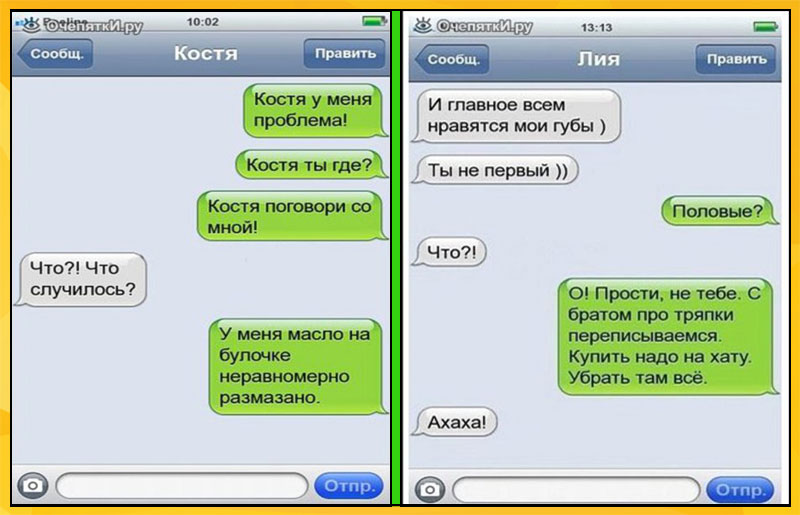 ОчепяткИ.ру
10:02
Сообщ.
Костя
Править
Костя у меня
проблема!
Костя ты где?
Костя поговори со
мной!
Что?! Что
случилось?
У меня масло на
булочке
неравномерно
размазано.
Отпр.
ОчепяткИ.ру
13:13
Сообщ.
Лия
Править
И главное всем
нравятся мои губы )
Ты не первый ))
Половые?
Что?!
О! Прости, не тебе. С
братом про тряпки
переписываемся.
Купить надо на хату.
Убрать там всё.
Ахаха!
Отпр.